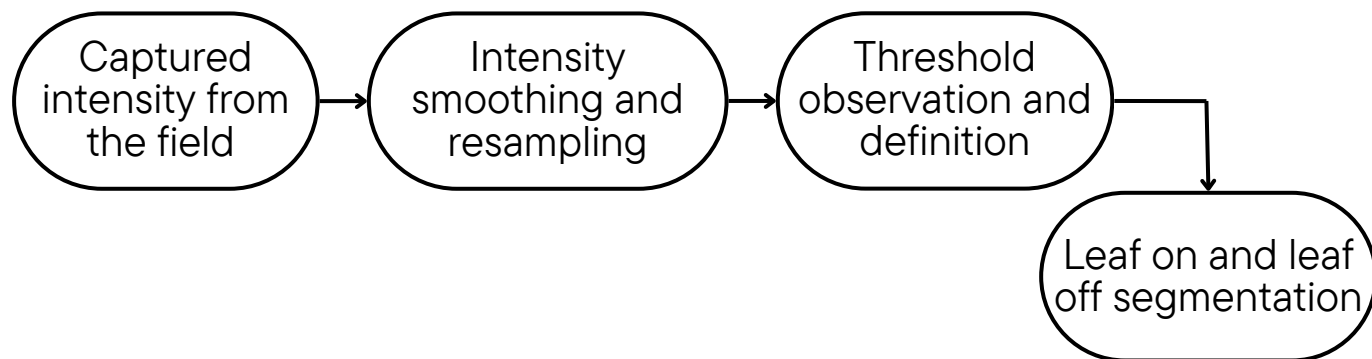 Captured
intensity from
the field
Intensity
smoothing and
resampling
Threshold
observation and
definition
Leaf on and leaf
off segmentation